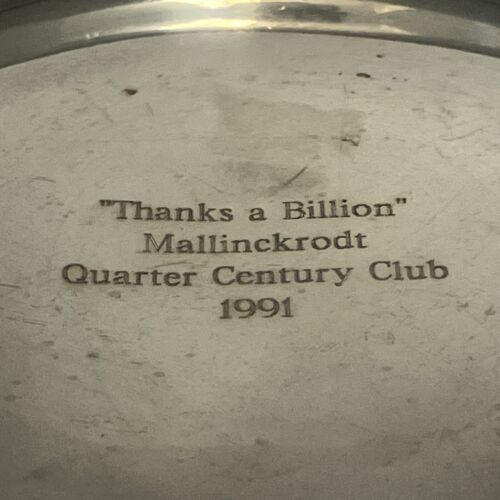 "Thanks a Billion"
Mallinckrodt
Quarter Century Club
1991